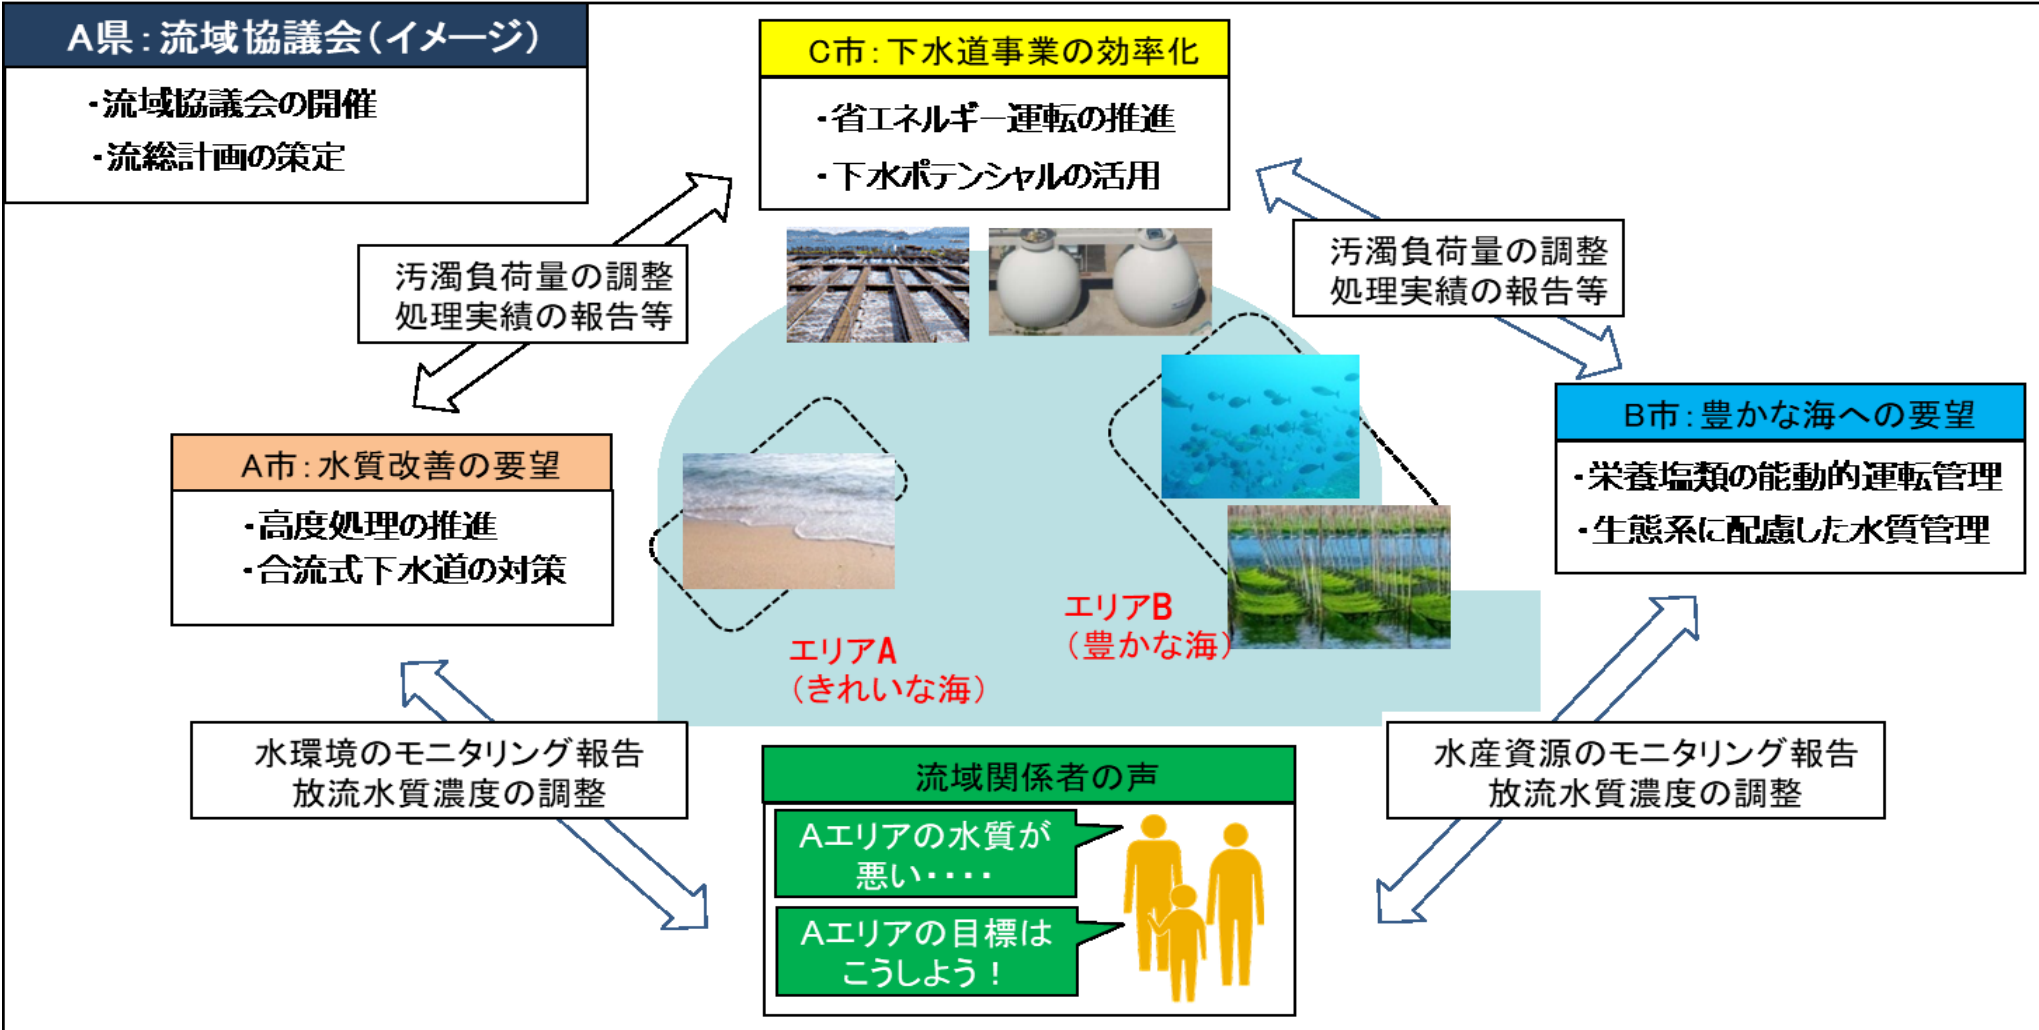 A県：流域協議会（イメージ）
・流域協議会の開催
・流総計画の策定
C市：下水道事業の効率化
・省エネルギー運転の推進
・下水ポテンシャルの活用
汚濁負荷量の調整
処理実績の報告等
汚濁負荷量の調整
処理実績の報告等
A市：水質改善の要望
・高度処理の推進
・合流式下水道の対策
B市：豊かな海への要望
・栄養塩類の能動的運転管理
・生態系に配慮した水質管理
エリアA
（きれいな海）
エリアB
（豊かな海）
水環境のモニタリング報告
放流水質濃度の調整
水産資源のモニタリング報告
放流水質濃度の調整
流域関係者の声
Aエリアの水質が
悪い・・・・
Aエリアの目標は
こうしよう！